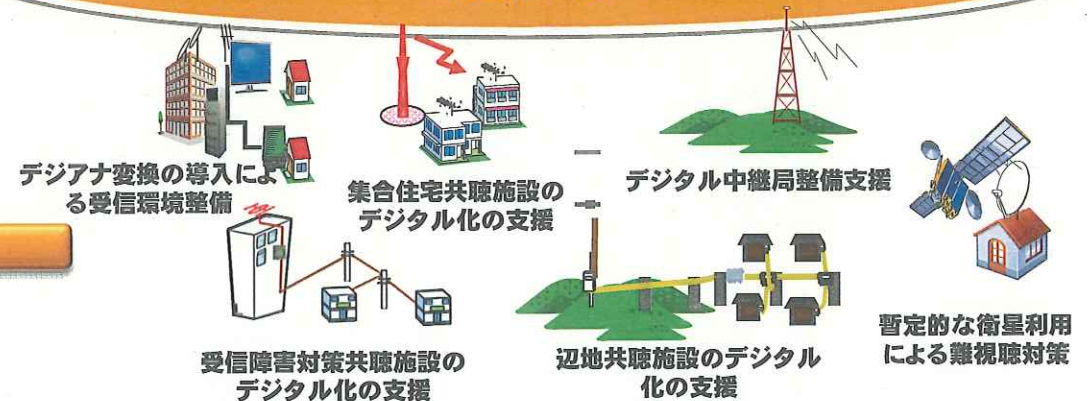 デジアナ変換の導入によ
る受信環境整備
集合住宅共聴施設の
デジタル化の支援
デジタル中継局整備支援
受信障害対策共聴施設の
デジタル化の支援
辺地共聴施設のデジタル
化の支援
暫定的な衛星利用
による難視聴対策